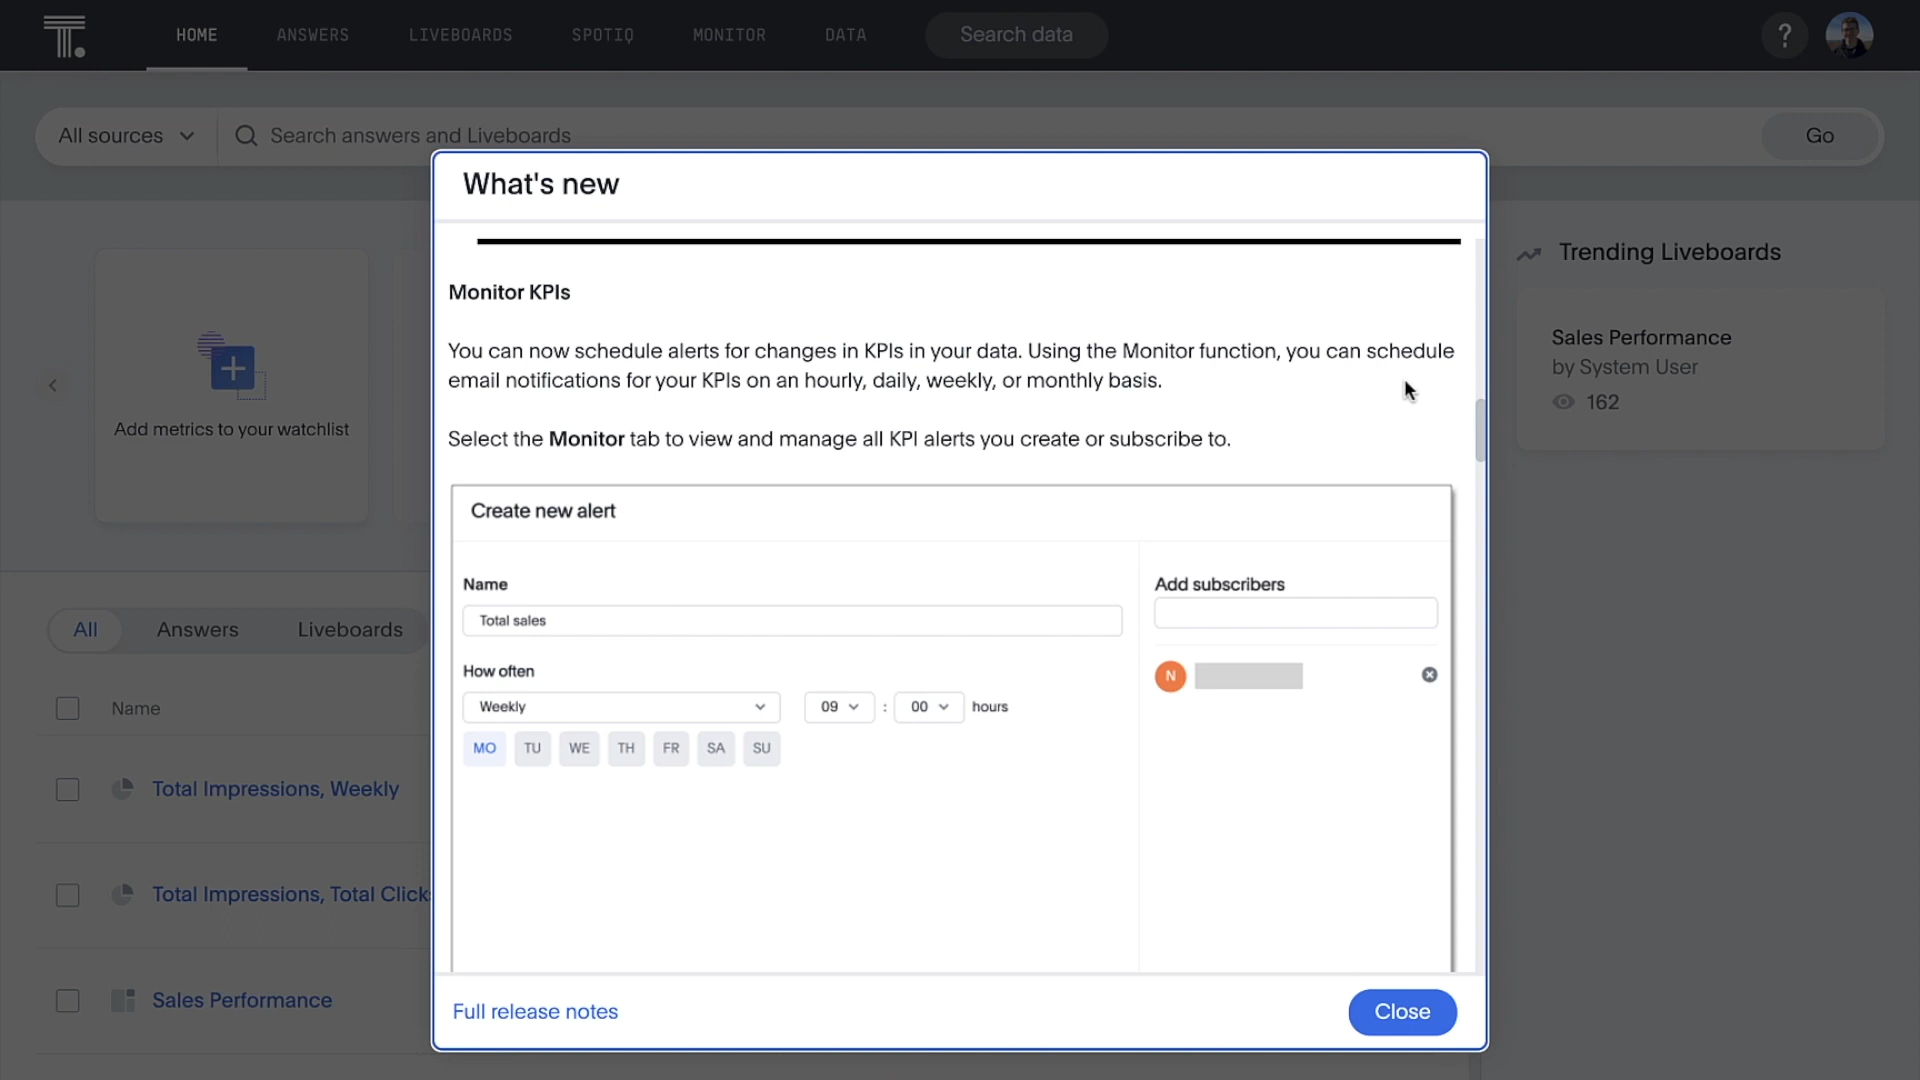 T.
HOME
ANSWERS
LIVEBOARDS
SPOTIQ
MONITOR
DATA
Search data
?
All sources
Search answers and Liveboards
Go
What's new
Monitor KPIs
You can now schedule alerts for changes in KPIs in your data. Using the Monitor function, you can schedule
email notifications for your KPIs on an hourly, daily, weekly, or monthly basis.
Select the Monitor tab to view and manage all KPI alerts you create or subscribe to.
Create new alert
Name
Total sales
How often
Weekly
09 : 00 hours
MO TU WE TH FR SA SU
Add subscribers
N
Full release notes
Close
Add metrics to your watchlist
All
Answers
Liveboards
Name
Total Impressions, Weekly
Total Impressions, Total Click
Sales Performance
Trending Liveboards
Sales Performance
by System User
162